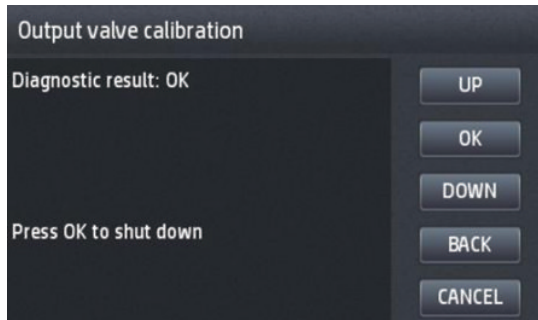 Output valve calibration
Diagnostic result: OK
UP
OK
DOWN
Press OK to shut down
BACK
CANCEL